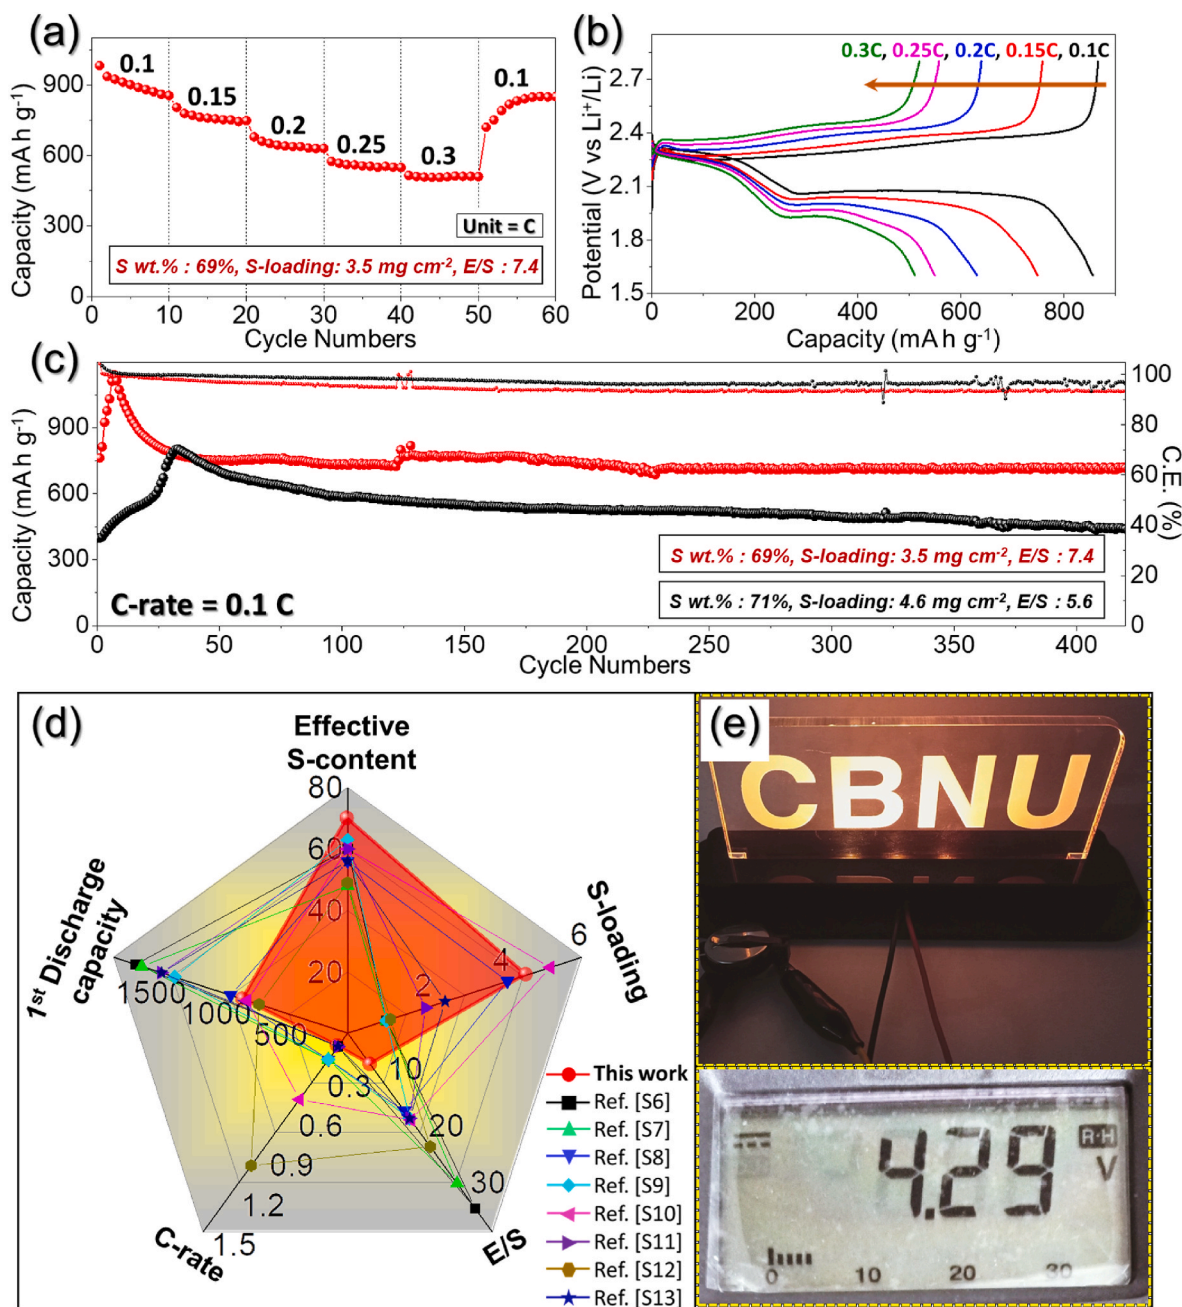 (a)
0.1
0.15
0.2
0.25
0.3
0.1
Unit = C
S wt.% : 69%, S-loading: 3.5 mg cm⁻², E/S : 7.4
Capacity (mA h g⁻¹)
900
600
300
0
0 10 20 30 40 50 60
Cycle Numbers
(b)
0.3C, 0.25C, 0.2C, 0.15C, 0.1C
Potential (V vs Li⁺/Li)
2.7
2.4
2.1
1.8
1.5
0 200 400 600 800
Capacity (mA h g⁻¹)
(c)
Capacity (mA h g⁻¹)
900
600
300
0
100
80
60
40
20
0
C.E. (%)
S wt.% : 69%, S-loading: 3.5 mg cm⁻², E/S : 7.4
S wt.% : 71%, S-loading: 4.6 mg cm⁻², E/S : 5.6
C-rate = 0.1 C
0 50 100 150 200 250 300 350 400
Cycle Numbers
(d)
Effective
S-content
80
60
40
20
S-loading
6
4
2
E/S
10
20
30
C-rate
0.3
0.6
0.9
1.2
1.5
1st Discharge
capacity
1500
1000
500
This work
Ref. [S6]
Ref. [S7]
Ref. [S8]
Ref. [S9]
Ref. [S10]
Ref. [S11]
Ref. [S12]
Ref. [S13]
(e)
CBNU
4.29
R·H
V
0 10 20 30